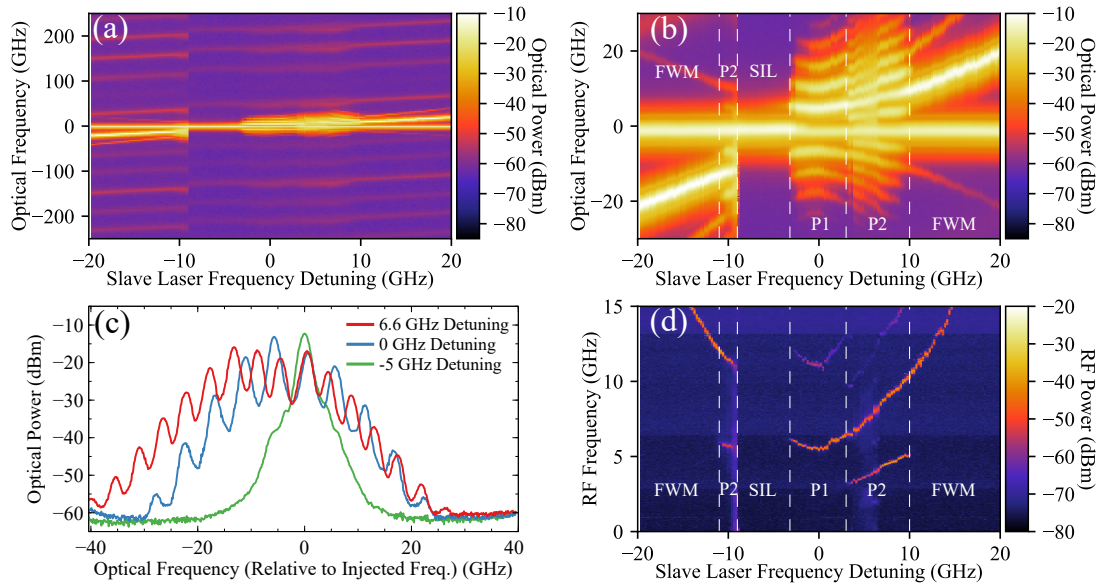 (a)
Optical Frequency (GHz)
200
100
0
−100
−200
−20
−10
0
10
20
Slave Laser Frequency Detuning (GHz)
−10
−20
−30
−40
−50
−60
−70
−80
Optical Power (dBm)
(b)
Optical Frequency (GHz)
20
0
−20
FWM
P2
SIL
P1
P2
FWM
−20
−10
0
10
20
Slave Laser Frequency Detuning (GHz)
−10
−20
−30
−40
−50
−60
−70
−80
Optical Power (dBm)
(c)
Optical Power (dBm)
−10
−20
−30
−40
−50
−60
6.6 GHz Detuning
0 GHz Detuning
-5 GHz Detuning
−40
−20
0
20
40
Optical Frequency (Relative to Injected Freq.) (GHz)
(d)
RF Frequency (GHz)
15
10
5
0
FWM
P2
SIL
P1
P2
FWM
−20
−10
0
10
20
Slave Laser Frequency Detuning (GHz)
−20
−30
−40
−50
−60
−70
−80
RF Power (dBm)